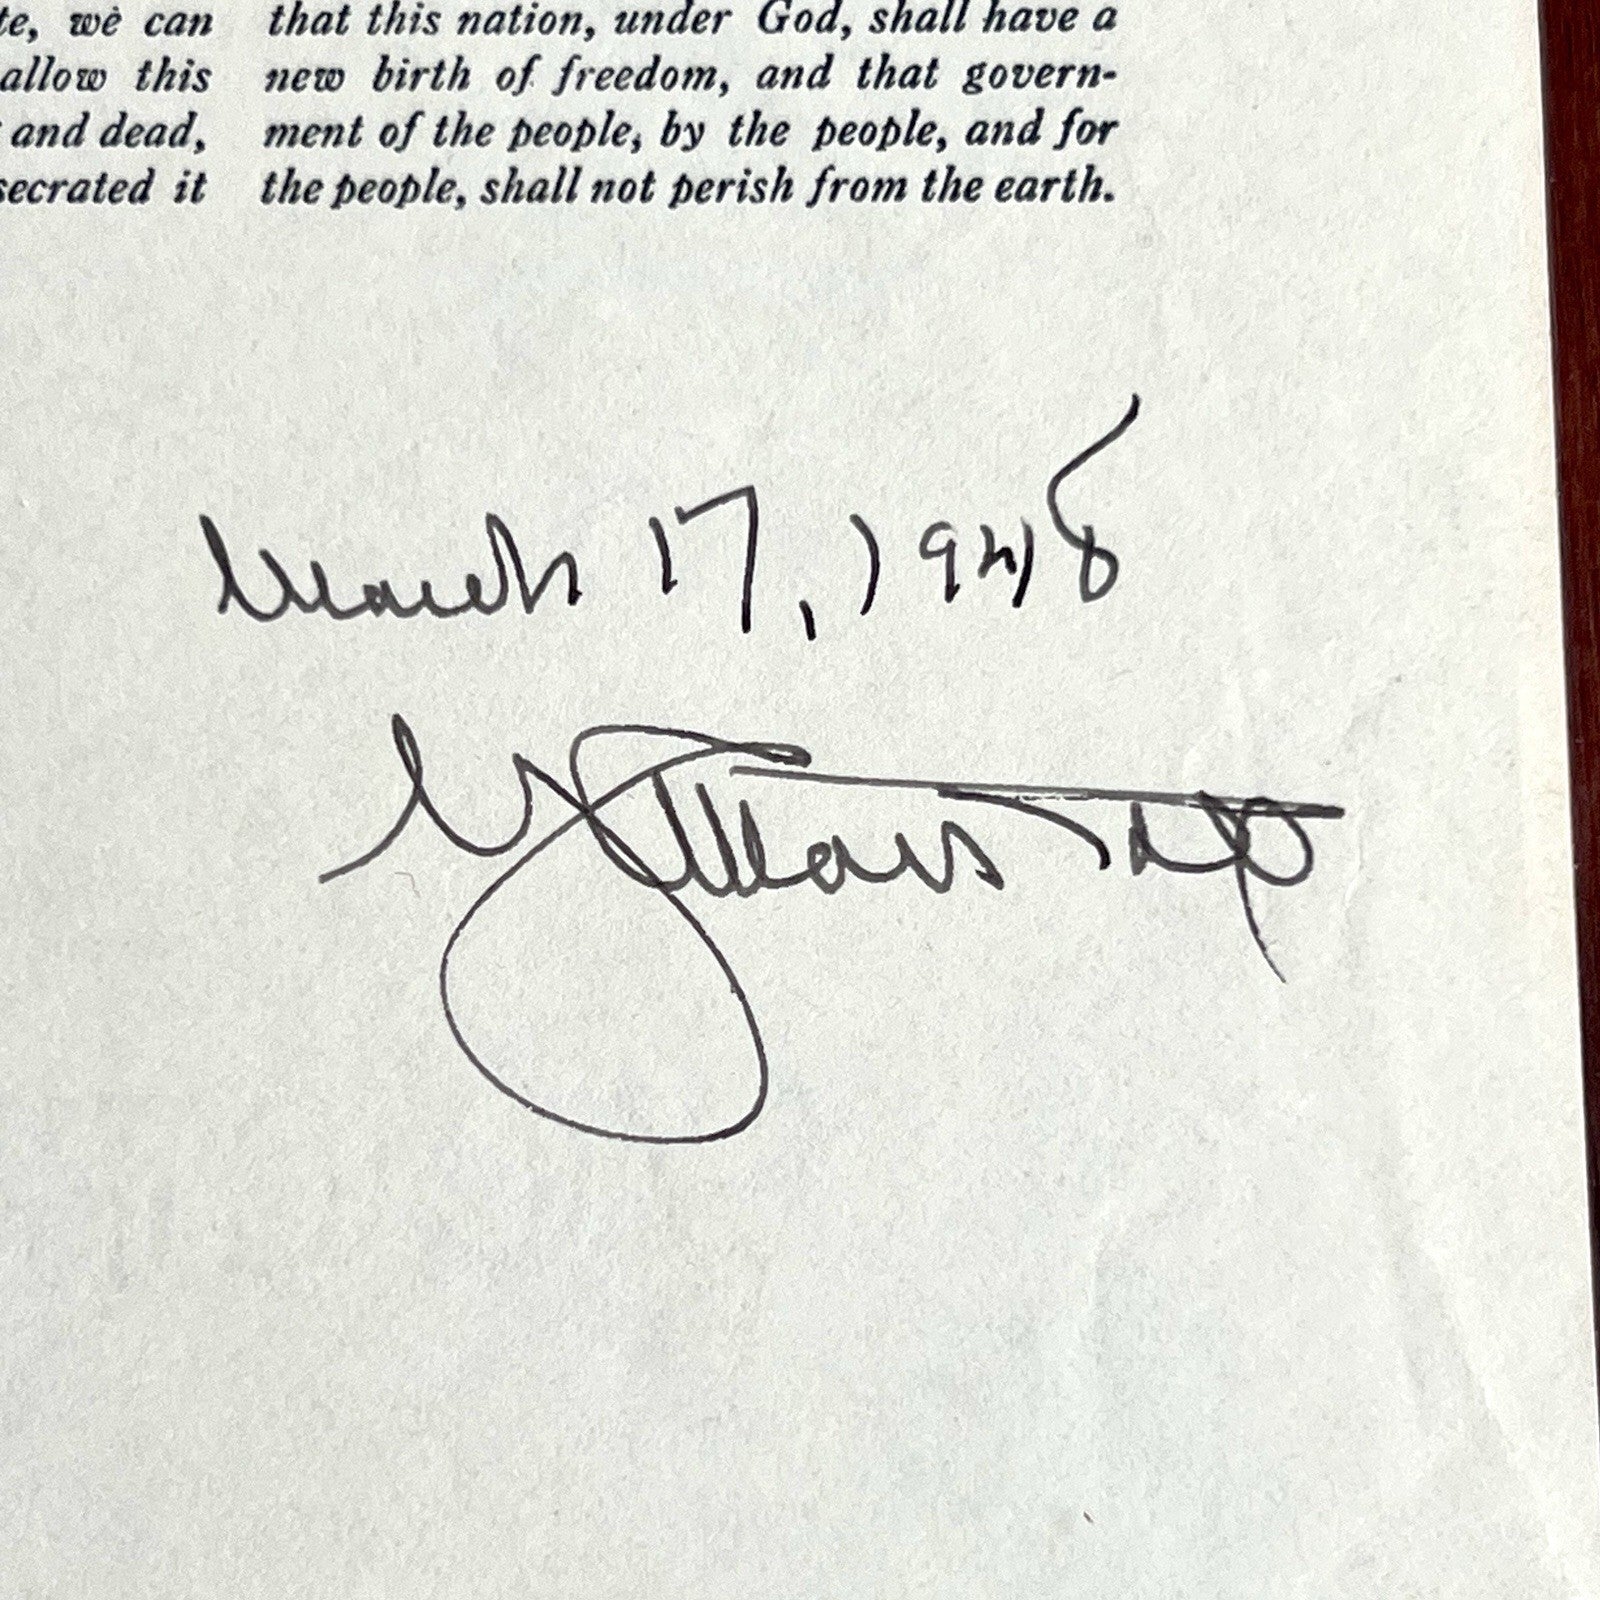 te, we can
allow this
and dead,
secrated it
that this nation, under God, shall have a
new birth of freedom, and that govern-
ment of the people, by the people, and for
the people, shall not perish from the earth.
March 17, 1948